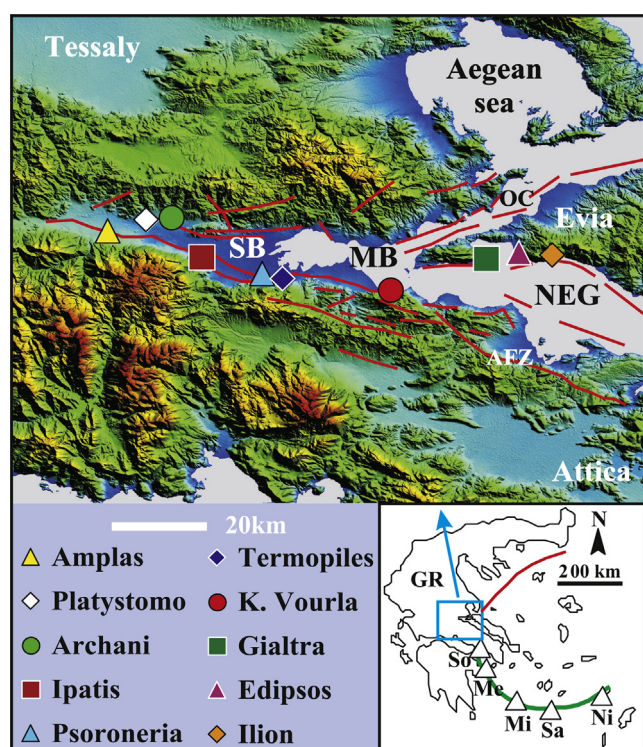 Tessaly
Aegean
sea
OC
Evia
SB
MB
NEG
AFZ
Attica
20km
Amplas
Termopiles
Platystomo
K. Vourla
Archani
Gialtra
Ipatis
Edipsos
Psoroneria
Ilion
N
GR
200 km
So
Me
Mi
Sa
Ni